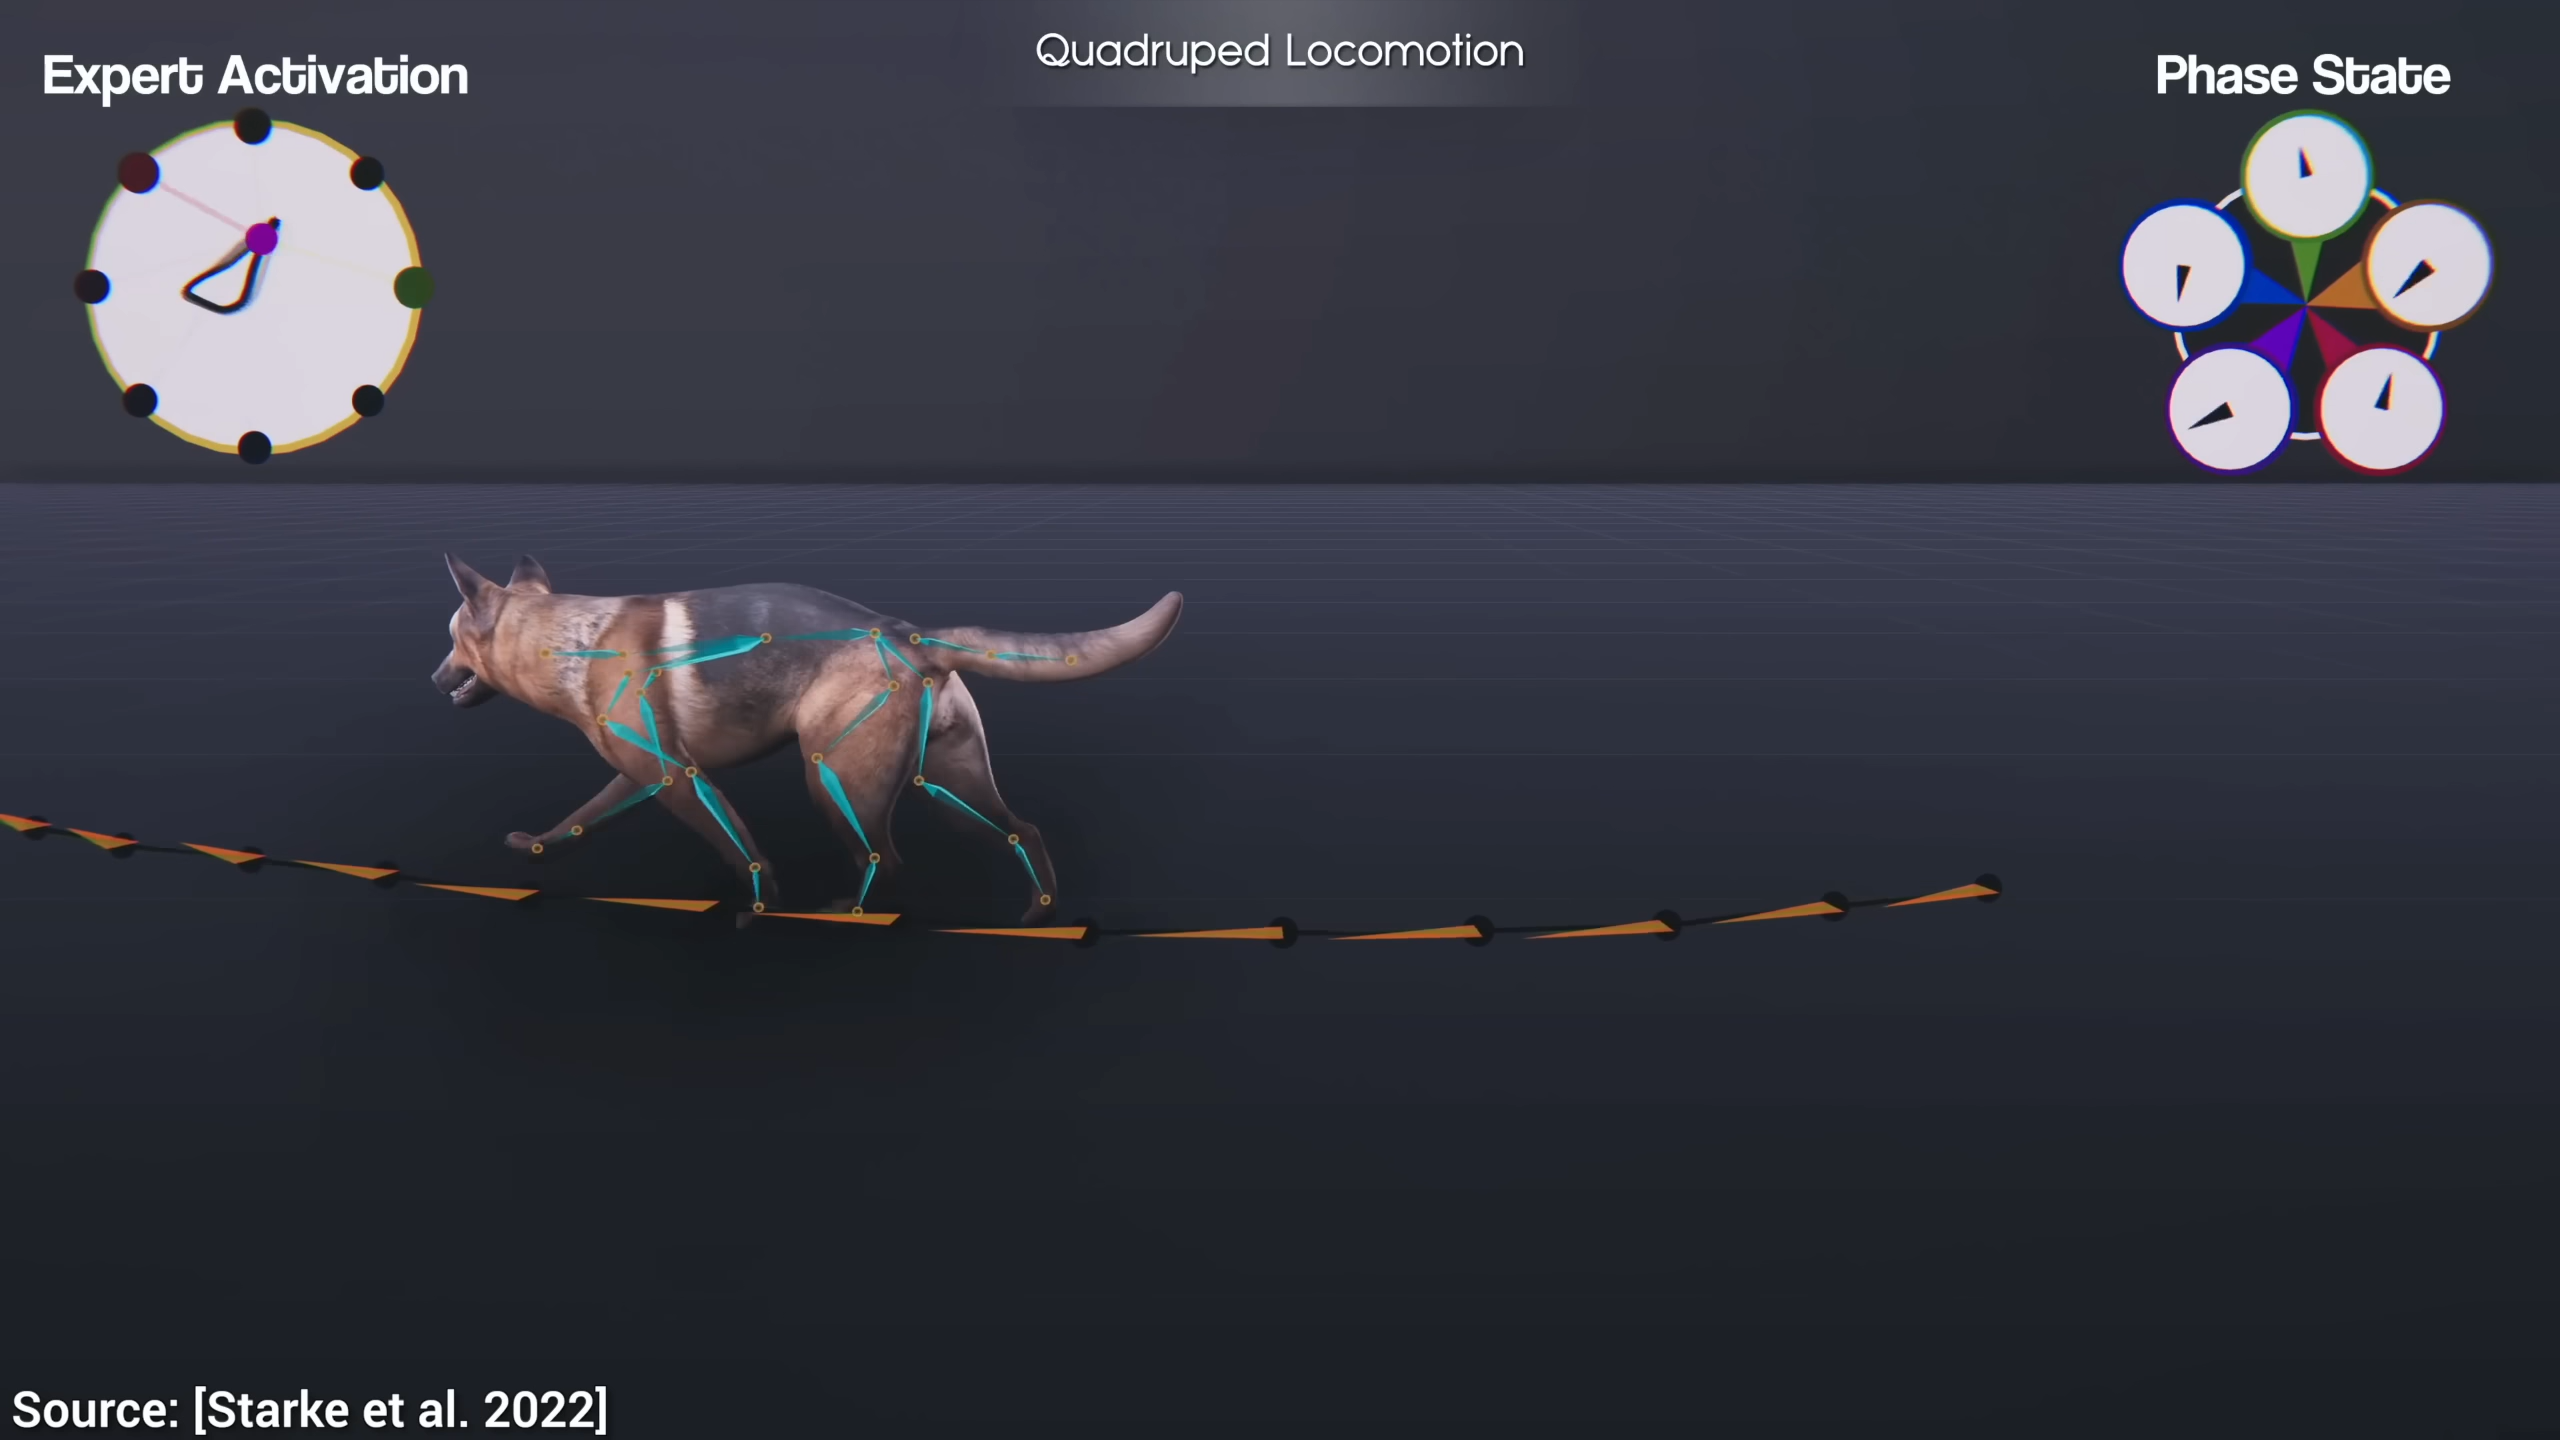 Quadruped Locomotion
Expert Activation
Phase State
Source: [Starke et al. 2022]